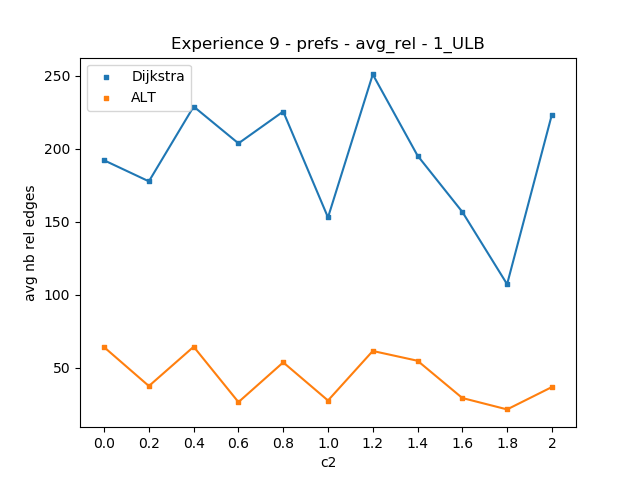 Experience 9 - prefs - avg_rel - 1_ULB
Dijkstra
ALT
avg nb rel edges
250
200
150
100
50
0.0 0.2 0.4 0.6 0.8 1.0 1.2 1.4 1.6 1.8 2
c2